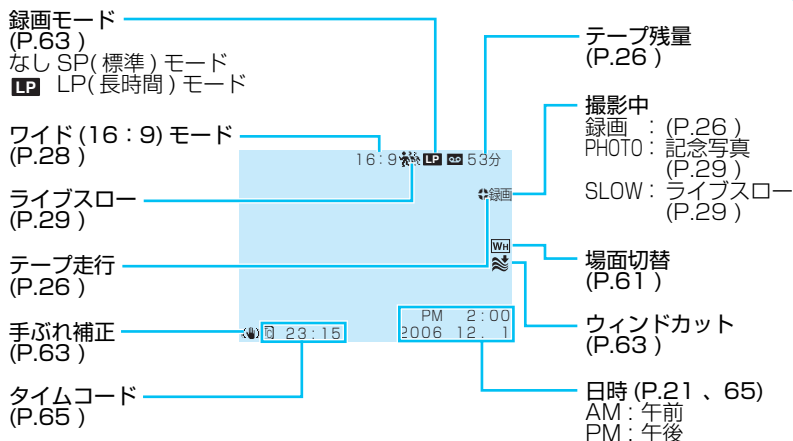 録画モード
(P.63 )
なし SP( 標準 ) モード
LP LP( 長時間 ) モード
ワイド (16：9) モード
(P.28 )
ライブスロー
(P.29 )
テープ走行
(P.26 )
手ぶれ補正
(P.63 )
タイムコード
(P.65 )
16:9 LP 53分
録画
WH
PM 2:00
23:15 2006 12. 1
テープ残量
(P.26 )
撮影中
録画 ： (P.26 )
PHOTO： 記念写真
(P.29 )
SLOW： ライブスロー
(P.29 )
場面切替
(P.61 )
ウィンドカット
(P.63 )
日時 (P.21 、65)
AM：午前
PM：午後